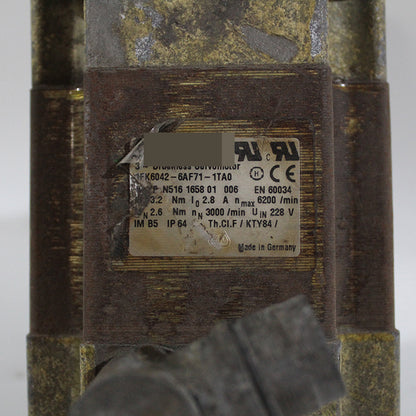 3 ~ Brushless Servomotor
1FK6042-6AF71-1TA0
N516 1658 01 006 EN 60034
3.2 Nm I0 2.8 A nmax 6200 /min
N 2.6 Nm nN 3000/min UIN 228 V
IM B5 IP 64 Th.Cl.F / KTY84 /
Made in Germany